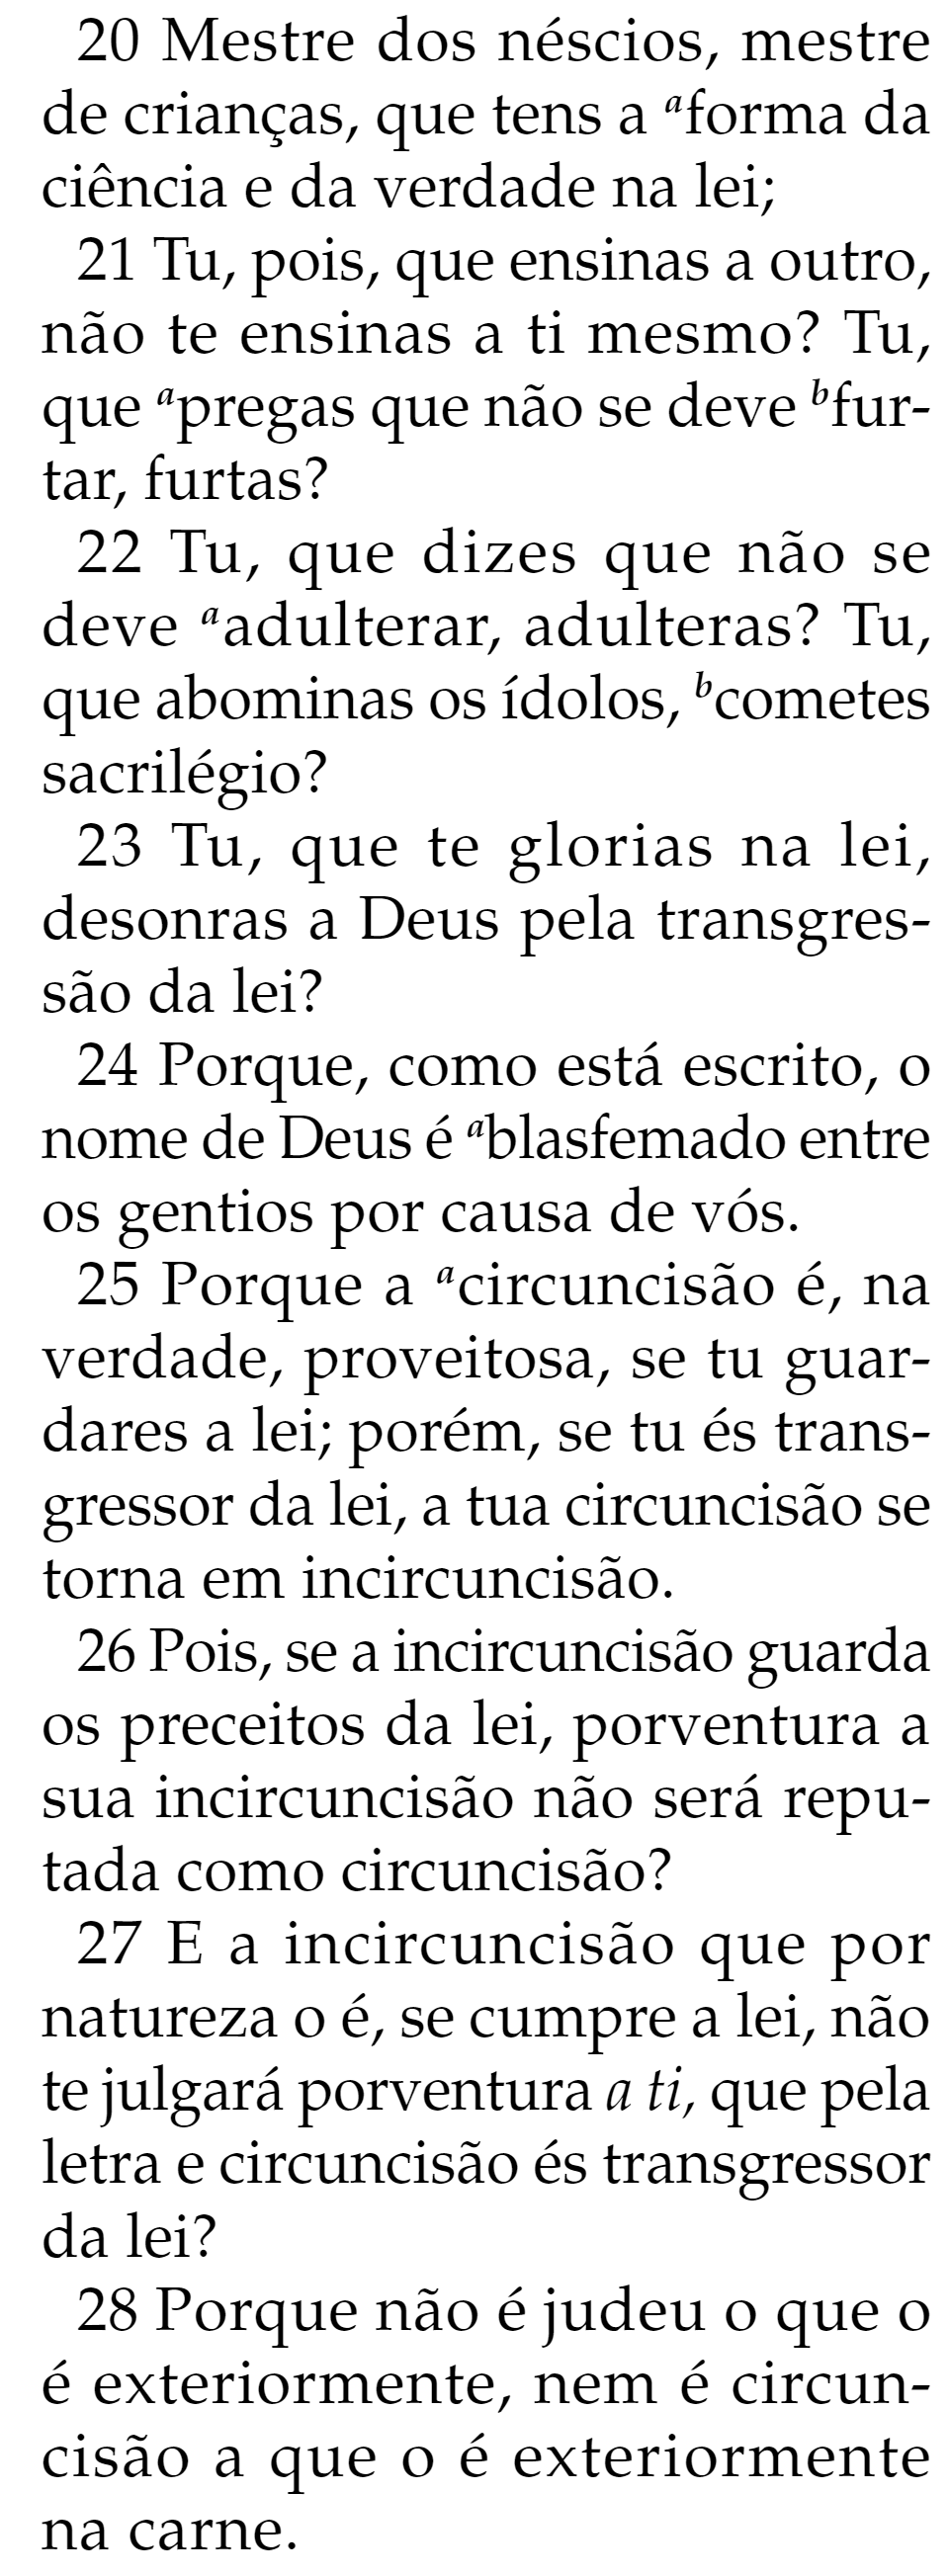 20 Mestre dos néscios, mestre
de crianças, que tens a ᵃforma da
ciência e da verdade na lei;
21 Tu, pois, que ensinas a outro,
não te ensinas a ti mesmo? Tu,
que ᵃpregas que não se deve ᵇfur-
tar, furtas?
22 Tu, que dizes que não se
deve ᵃadulterar, adulteras? Tu,
que abominas os ídolos, ᵇcometes
sacrilégio?
23 Tu, que te glorias na lei,
desonras a Deus pela transgres-
são da lei?
24 Porque, como está escrito, o
nome de Deus é ᵃblasfemado entre
os gentios por causa de vós.
25 Porque a ᵃcircuncisão é, na
verdade, proveitosa, se tu guar-
dares a lei; porém, se tu és trans-
gressor da lei, a tua circuncisão se
torna em incircuncisão.
26 Pois, se a incircuncisão guarda
os preceitos da lei, porventura a
sua incircuncisão não será repu-
tada como circuncisão?
27 E a incircuncisão que por
natureza o é, se cumpre a lei, não
te julgará porventura a ti, que pela
letra e circuncisão és transgressor
da lei?
28 Porque não é judeu o que o
é exteriormente, nem é circun-
cisão a que o é exteriormente
na carne.